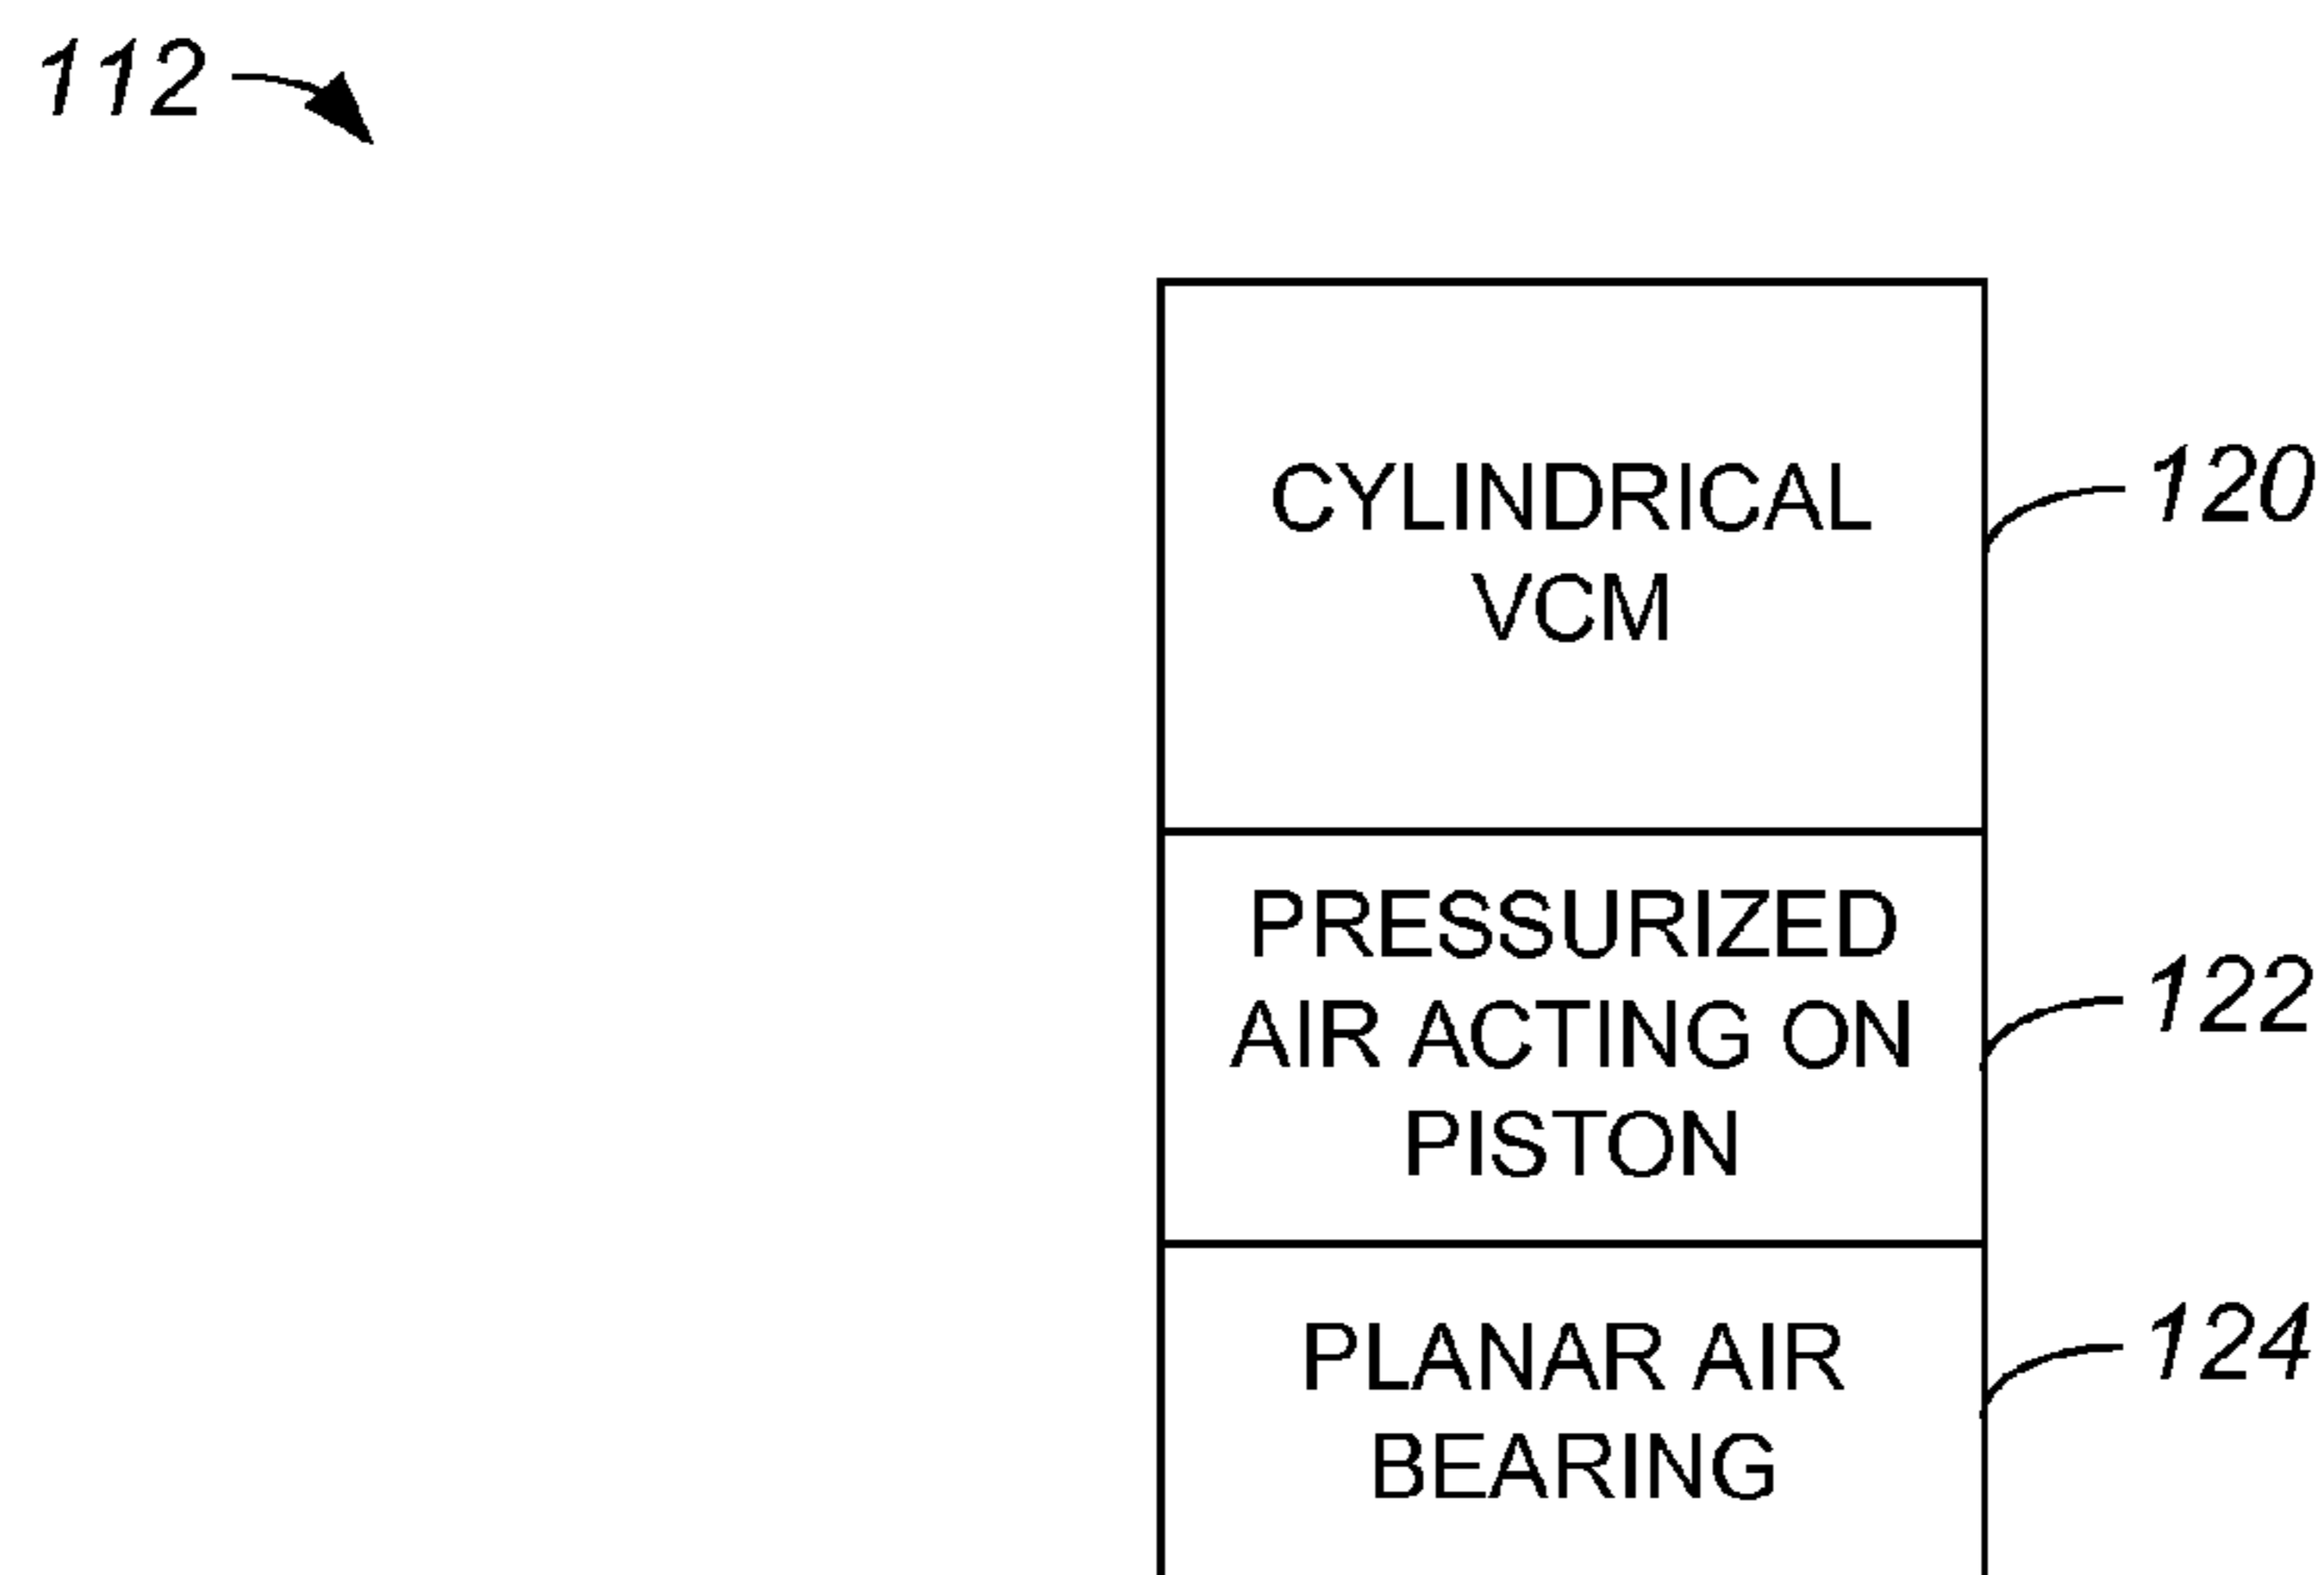 112
CYLINDRICAL
VCM
120
PRESSURIZED
AIR ACTING ON
PISTON
122
PLANAR AIR
BEARING
124